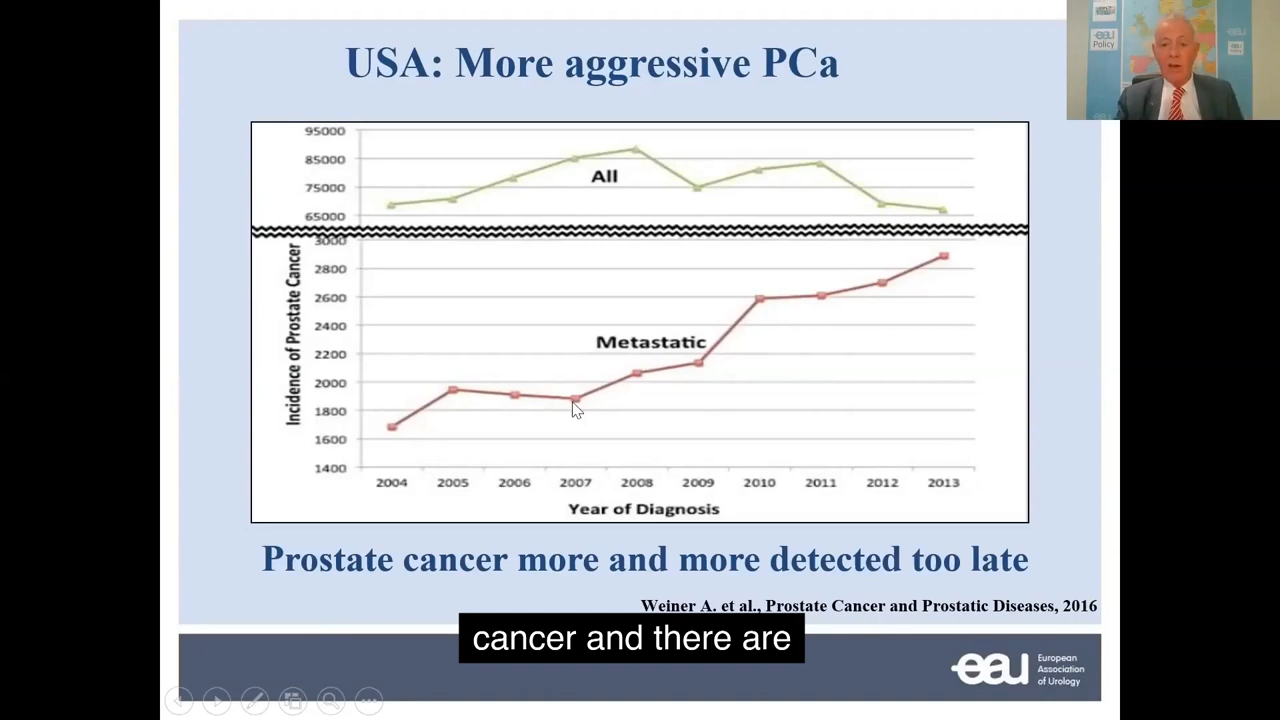 USA: More aggressive PCa
95000
85000
75000
65000
All
3000
2800
2600
2400
2200
2000
1800
1600
1400
Metastatic
Incidence of Prostate Cancer
2004 2005 2006 2007 2008 2009 2010 2011 2012 2013
Year of Diagnosis
Prostate cancer more and more detected too late
Weiner A. et al., Prostate Cancer and Prostatic Diseases, 2016
cancer and there are
eau
European
Association
of Urology
eau
Policy
eau